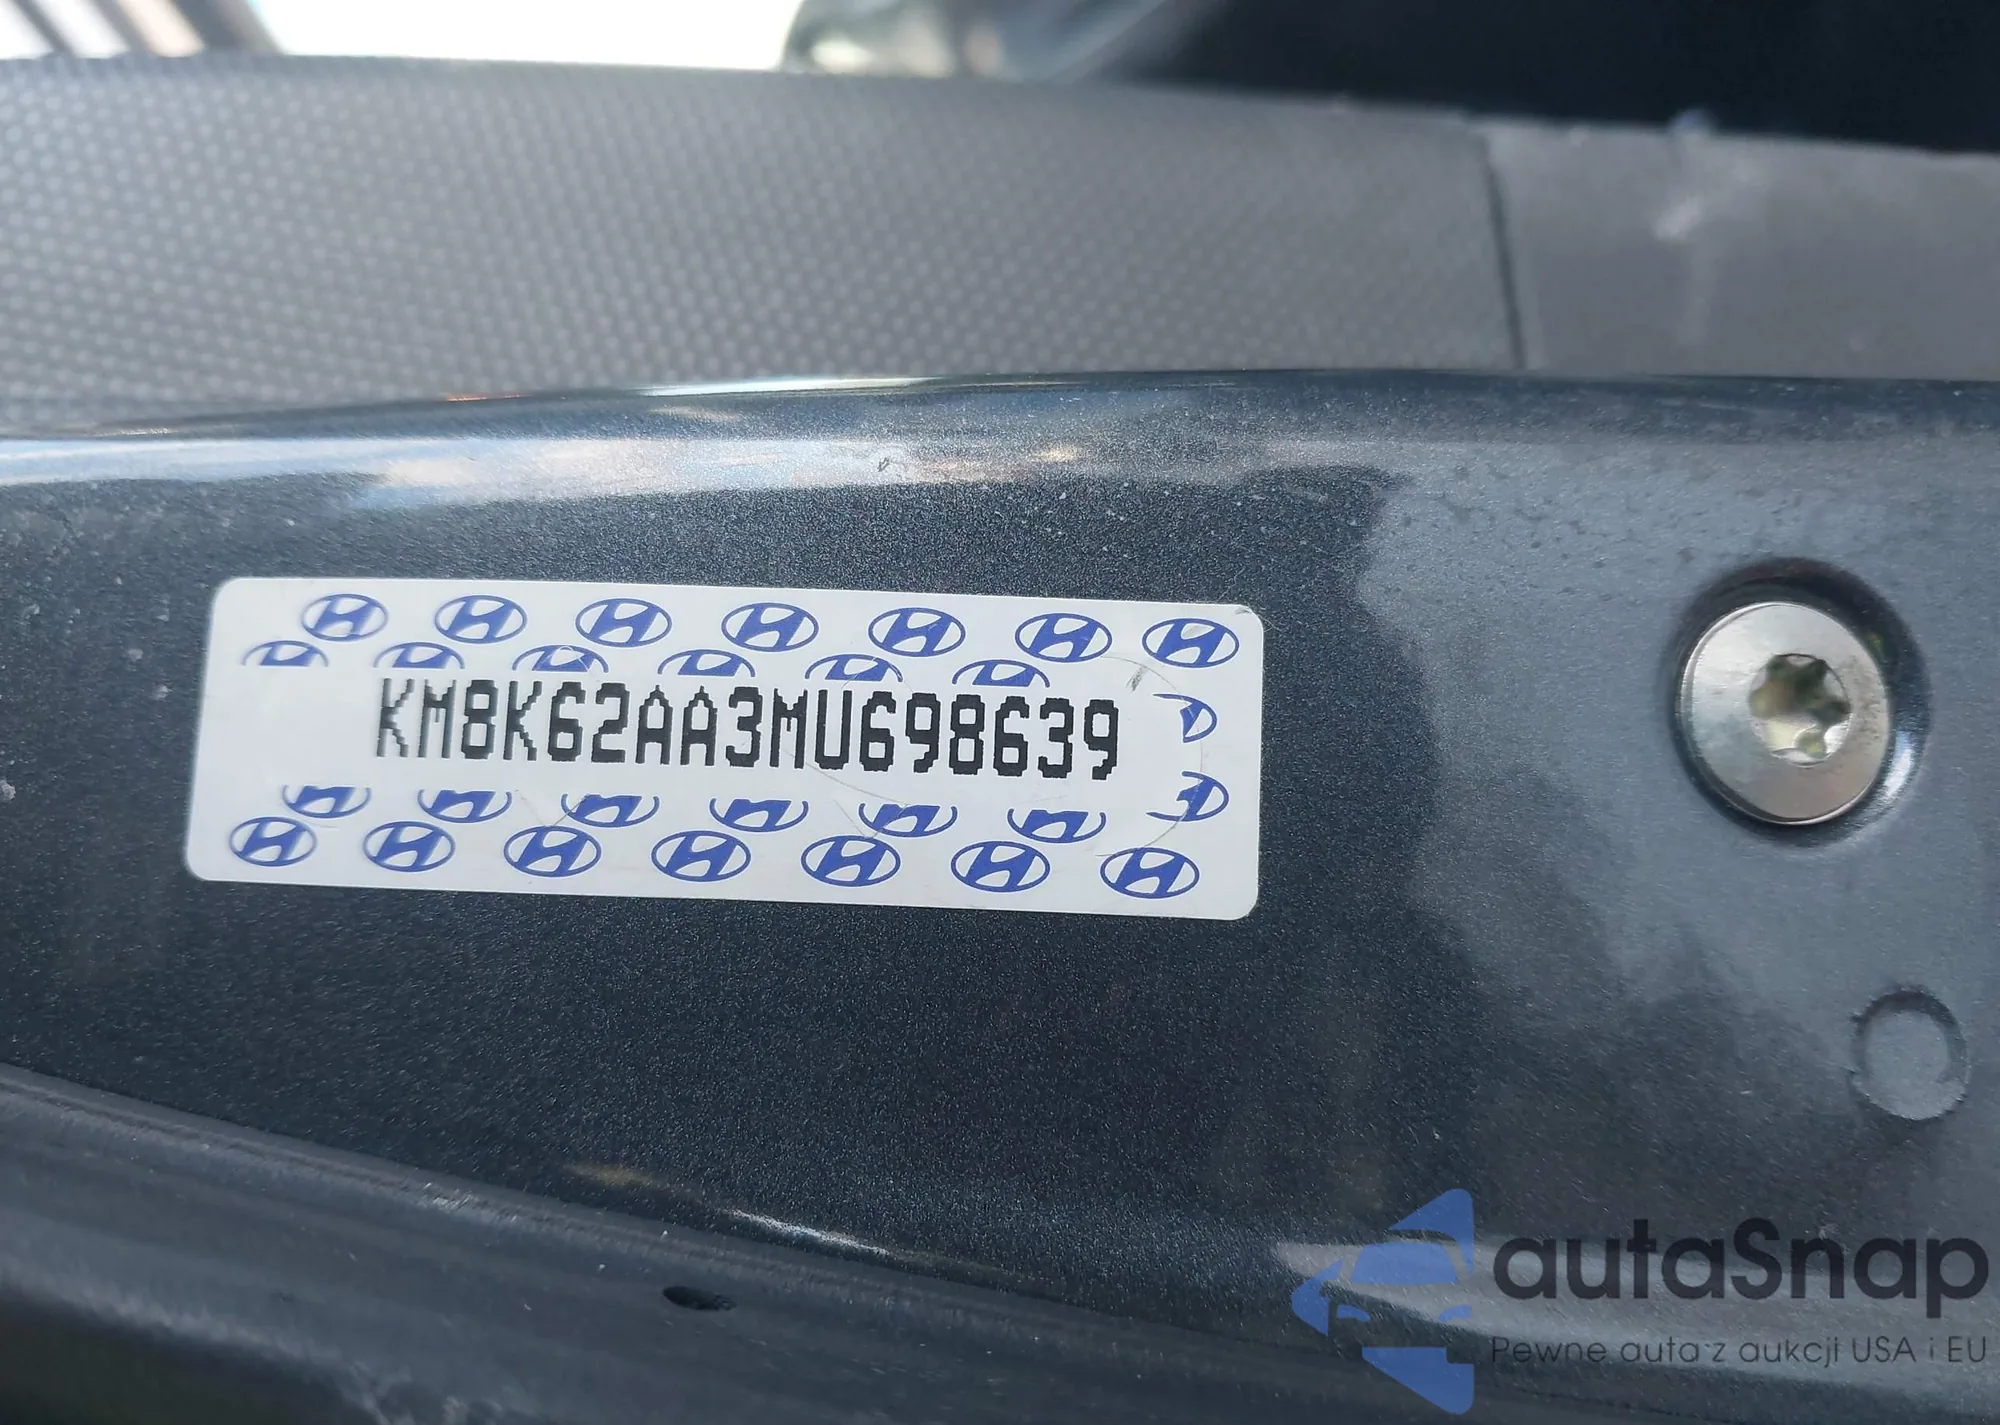 KM8K62AA3MU698639
autaSnap
Pewne auta z aukcji USA i EU